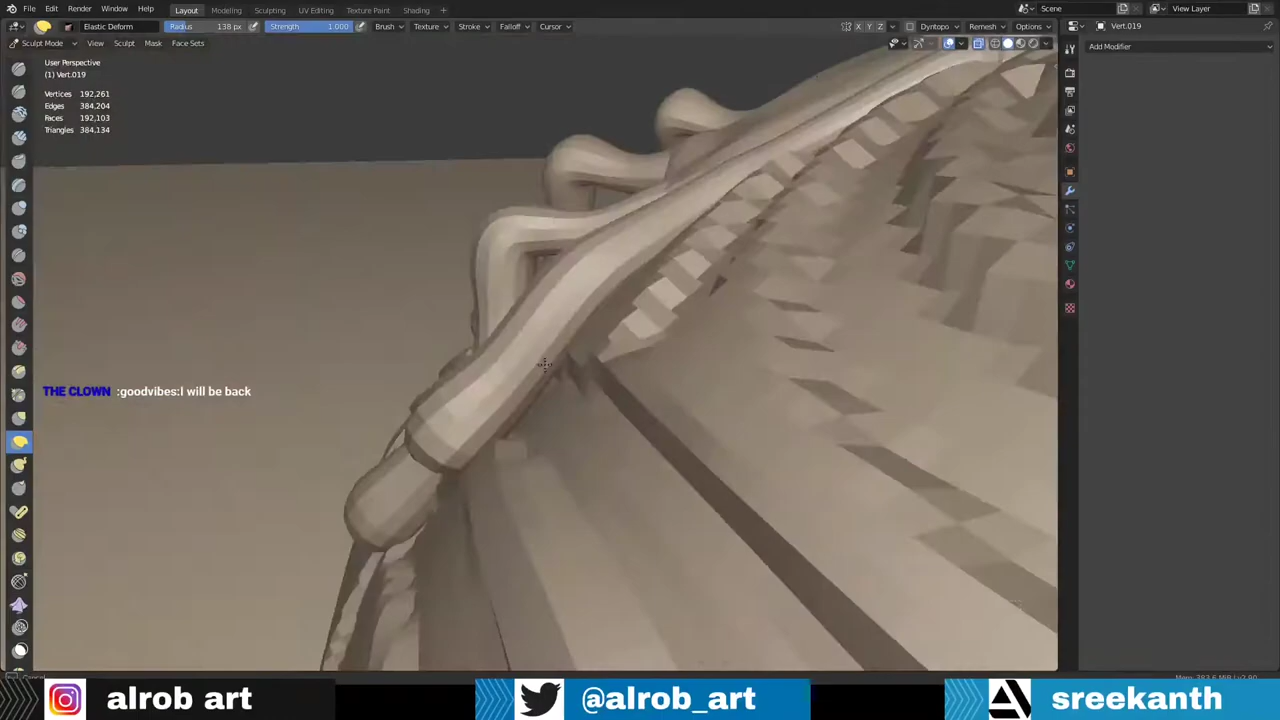 File Edit Render Window Help Layout Modeling Sculpting UV Editing Texture Paint Shading Scene View Layer
Elastic Deform Radius 138 px Strength 1.000 Brush Texture Stroke Falloff Cursor X Y Z Dyntopo Remesh Options Vert.019
Sculpt Mode View Sculpt Mask Face Sets Add Modifier
User Perspective
(1) Vert.019
Vertices 192,261
Edges 384,204
Faces 192,103
Triangles 384,134
THE CLOWN :goodvibes:I will be back
alrob art @alrob_art sreekanth